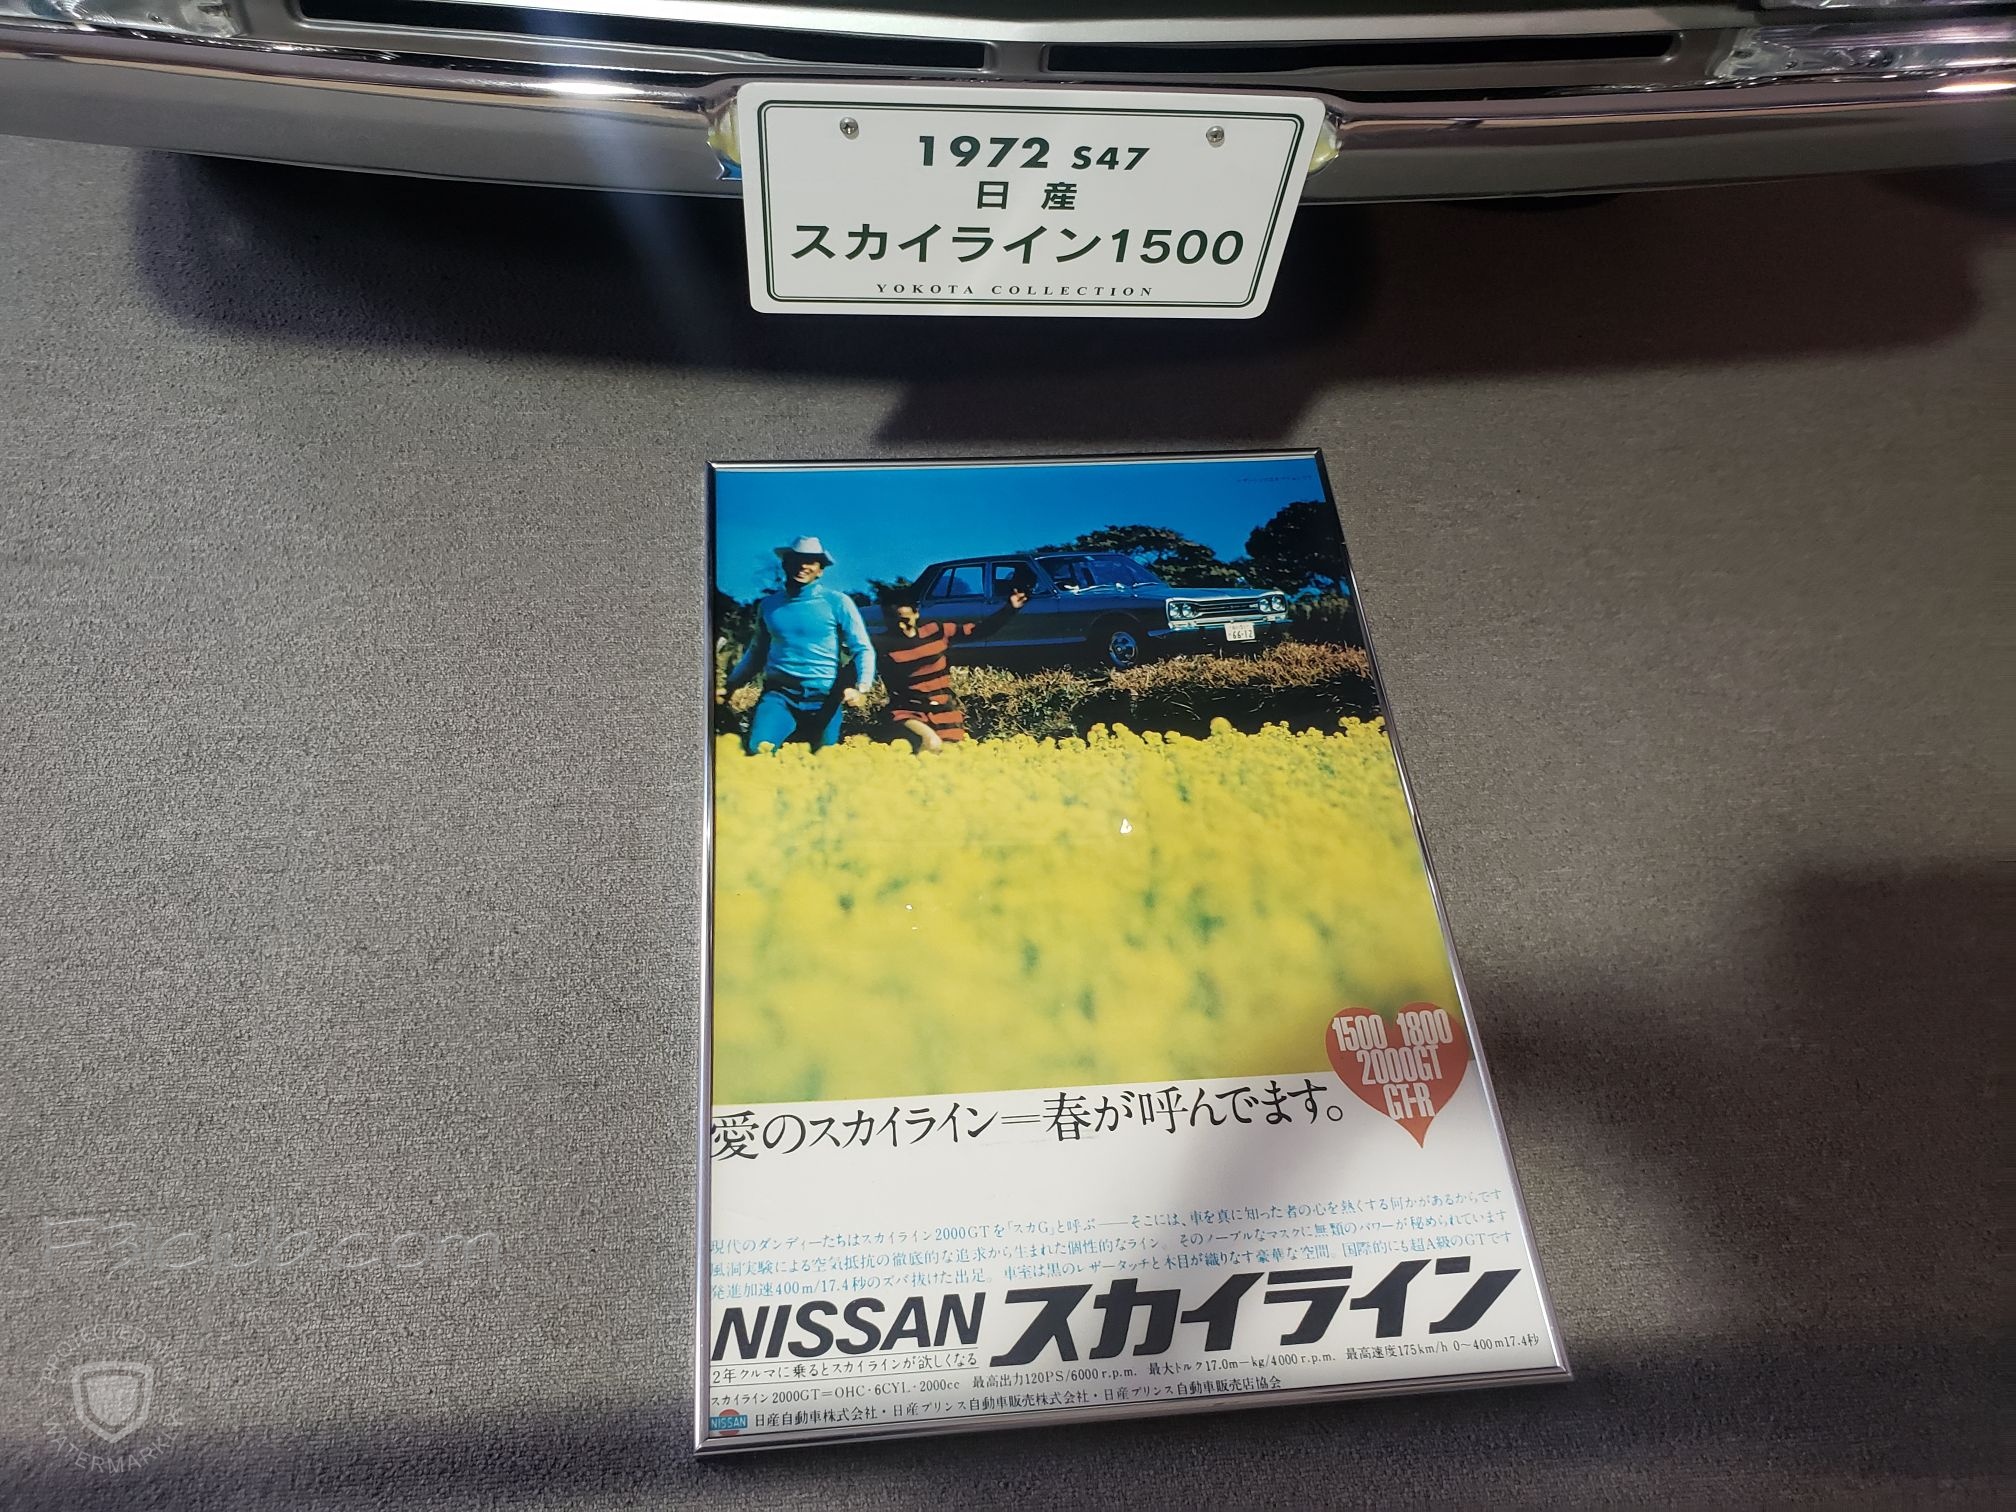 1972 S47
日産
スカイライン1500
YOKOTA COLLECTION
66-12
1500 1800
2000GT
GT-R
愛のスカイライン=春が呼んでます。
現代のダンディーたちはスカイライン2000GTを「スカG」と呼ぶ——そこには、車を真に知った者の心を熱くする何かがあるからです
風洞実験による空気抵抗の徹底的な追求から生まれた個性的なライン。そのノーブルなマスクに無類のパワーが秘められています
発進加速400m/17.4秒のズバ抜けた出足。車室は黒のレザータッチと木目が織りなす豪華な空間。国際的にも超A級のGTです
NISSAN スカイライン
2年クルマに乗るとスカイラインが欲しくなる
スカイライン2000GT=OHC・6CYL・2000cc 最高出力120PS/6000r.p.m. 最大トルク17.0m-kg/4000r.p.m. 最高速度175km/h 0〜400m17.4秒
NISSAN 日産自動車株式会社・日産プリンス自動車販売株式会社・日産プリンス自動車販売店協会
PROTECTED
WATERMARKLY